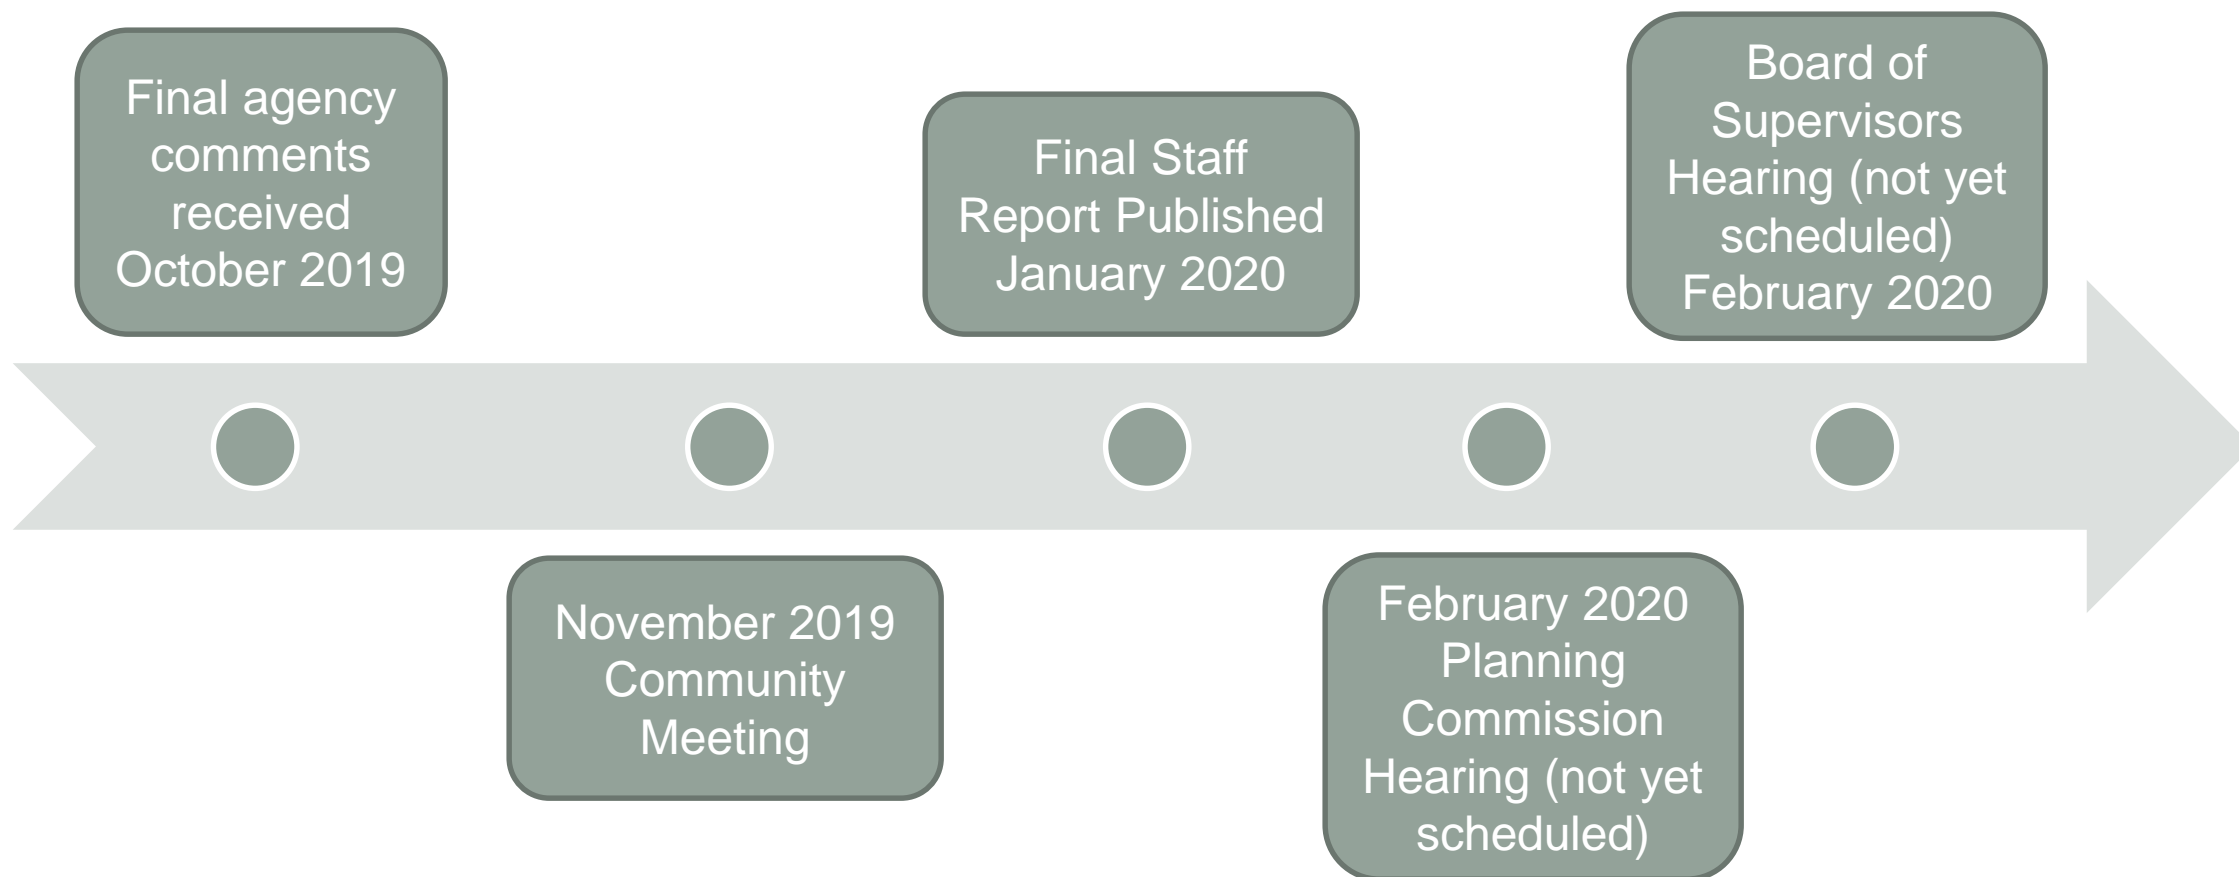 Final agency
comments
received
October 2019
November 2019
Community
Meeting
Final Staff
Report Published
January 2020
February 2020
Planning
Commission
Hearing (not yet
scheduled)
Board of
Supervisors
Hearing (not yet
scheduled)
February 2020